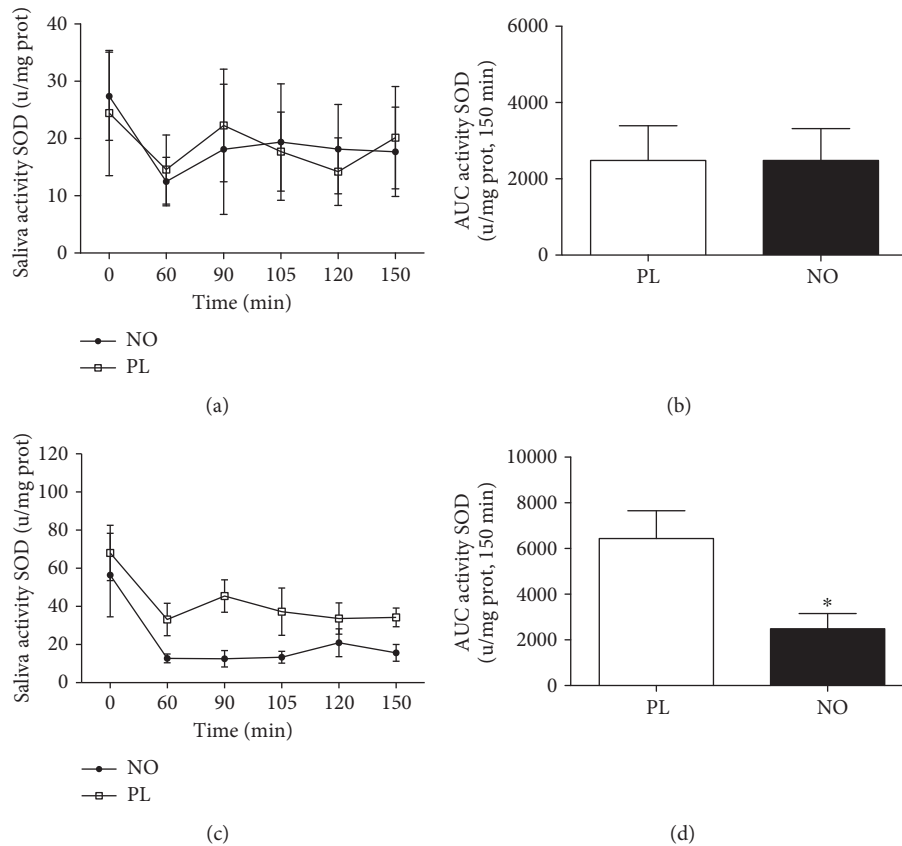 Saliva activity SOD (u/mg prot)
40
30
20
10
0
0 60 90 105 120 150
Time (min)
NO
PL
(a)
AUC activity SOD
(u/mg prot, 150 min)
6000
4000
2000
0
PL NO
(b)
Saliva activity SOD (u/mg prot)
120
100
80
60
40
20
0
0 60 90 105 120 150
Time (min)
NO
PL
(c)
AUC activity SOD
(u/mg prot, 150 min)
10000
8000
6000
4000
2000
0
*
PL NO
(d)